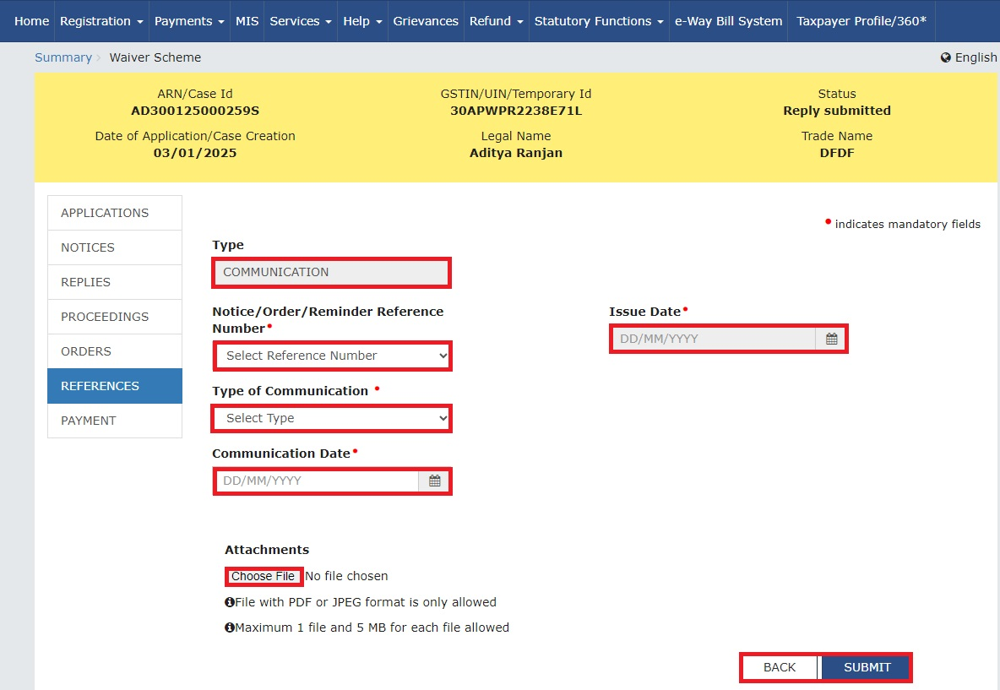 Home Registration Payments MIS Services Help Grievances Refund Statutory Functions e-Way Bill System Taxpayer Profile/360*
Summary Waiver Scheme English
ARN/Case Id GSTIN/UIN/Temporary Id Status
AD300125000259S 30APWPR2238E71L Reply submitted
Date of Application/Case Creation Legal Name Trade Name
03/01/2025 Aditya Ranjan DFDF
APPLICATIONS
NOTICES
REPLIES
PROCEEDINGS
ORDERS
REFERENCES
PAYMENT
• indicates mandatory fields
Type
COMMUNICATION
Notice/Order/Reminder Reference
Number•
Select Reference Number
Issue Date•
DD/MM/YYYY
Type of Communication •
Select Type
Communication Date•
DD/MM/YYYY
Attachments
Choose File No file chosen
File with PDF or JPEG format is only allowed
Maximum 1 file and 5 MB for each file allowed
BACK SUBMIT